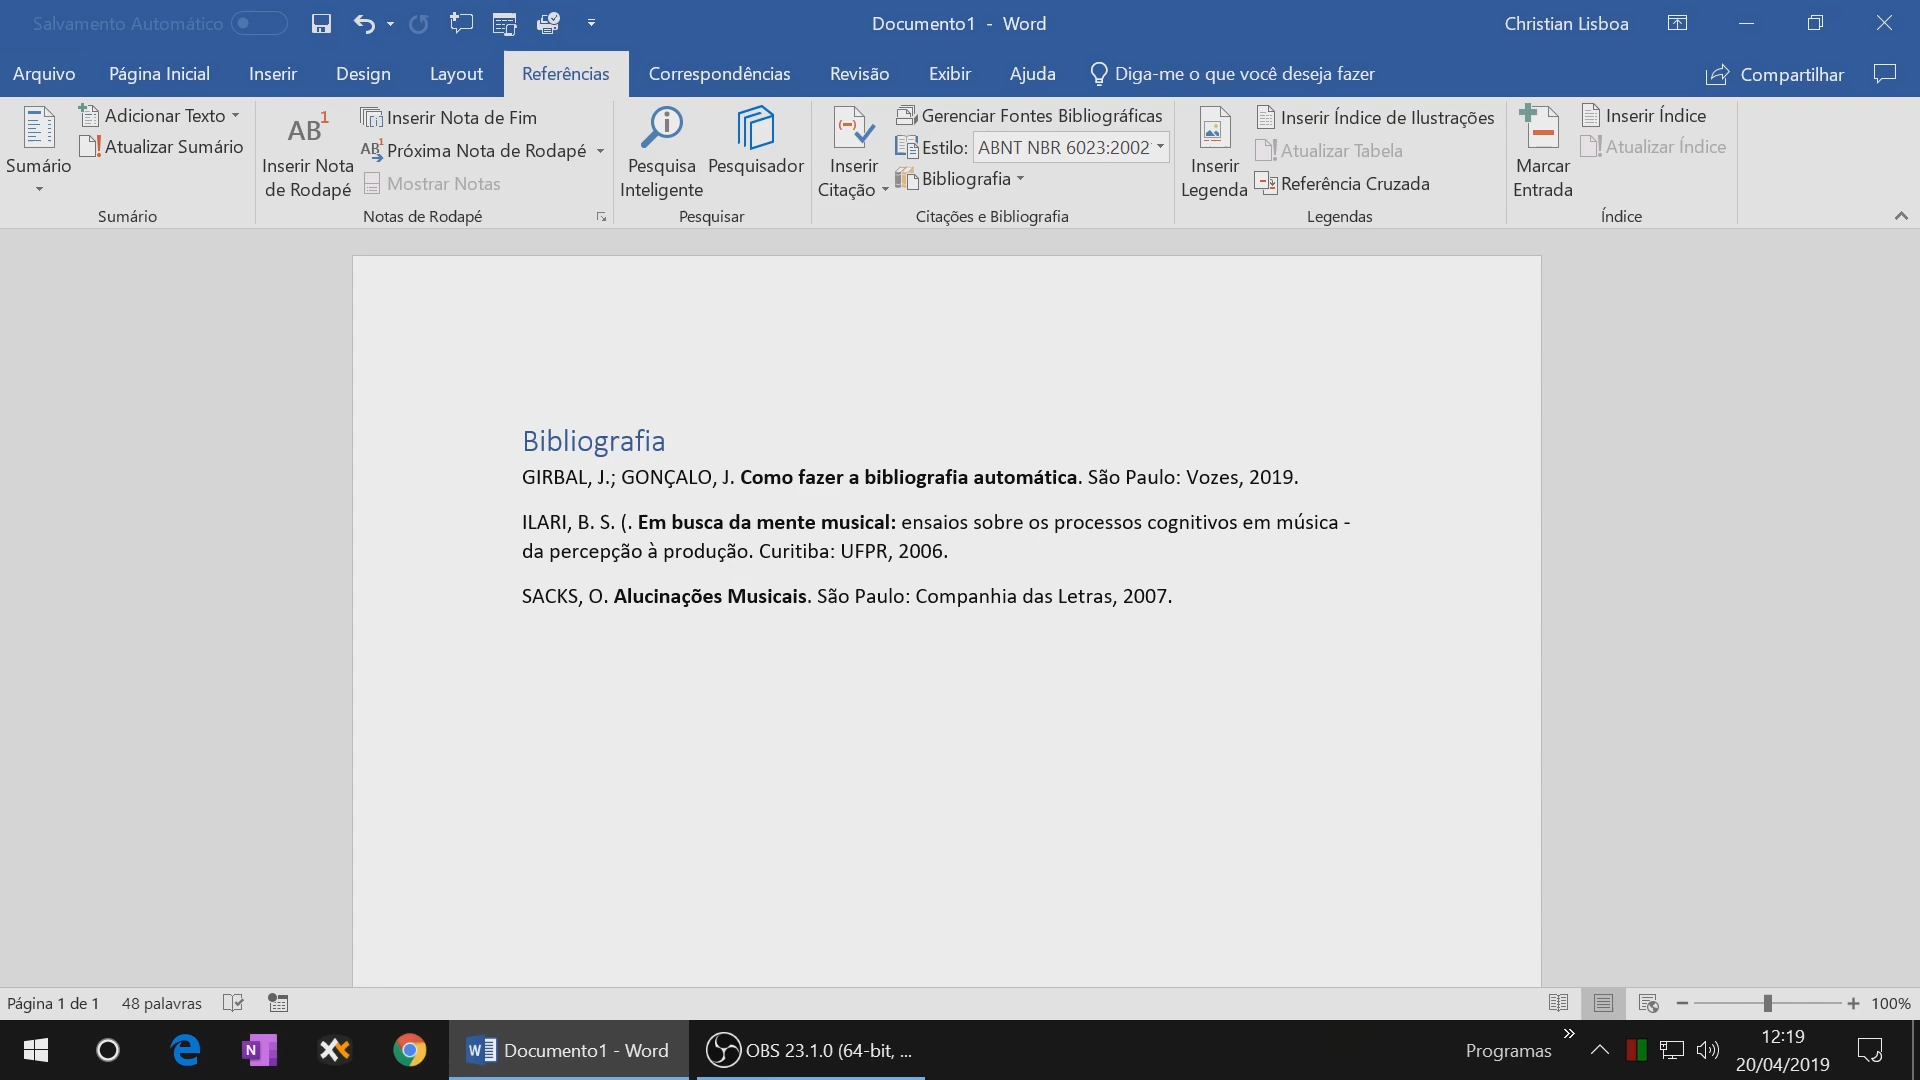 Salvamento Automático
Documento1 - Word
Christian Lisboa
Arquivo Página Inicial Inserir Design Layout Referências Correspondências Revisão Exibir Ajuda Diga-me o que você deseja fazer Compartilhar
Sumário
Adicionar Texto
Atualizar Sumário
Sumário
AB1
Inserir Nota
de Rodapé
Inserir Nota de Fim
Próxima Nota de Rodapé
Mostrar Notas
Notas de Rodapé
Pesquisa
Inteligente
Pesquisador
Pesquisar
Inserir
Citação
Gerenciar Fontes Bibliográficas
Estilo: ABNT NBR 6023:2002
Bibliografia
Citações e Bibliografia
Inserir
Legenda
Inserir Índice de Ilustrações
Atualizar Tabela
Referência Cruzada
Legendas
Marcar
Entrada
Inserir Índice
Atualizar Índice
Índice
Bibliografia
GIRBAL, J.; GONÇALO, J. Como fazer a bibliografia automática. São Paulo: Vozes, 2019.
ILARI, B. S. (. Em busca da mente musical: ensaios sobre os processos cognitivos em música -
da percepção à produção. Curitiba: UFPR, 2006.
SACKS, O. Alucinações Musicais. São Paulo: Companhia das Letras, 2007.
Página 1 de 1 48 palavras
100%
Documento1 - Word
OBS 23.1.0 (64-bit, ...
Programas
12:19
20/04/2019